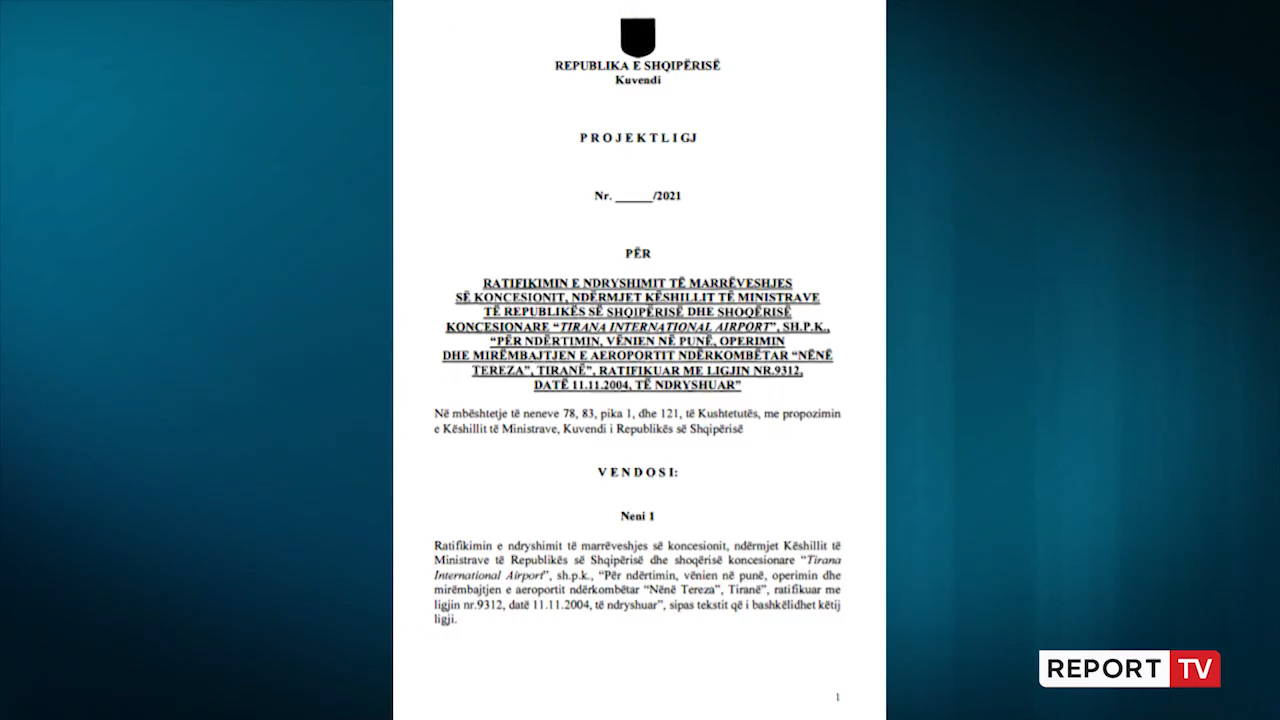 REPUBLIKA E SHQIPËRISË
Kuvendi
P R O J E K T L I GJ
Nr. ______/2021
PËR
RATIFIKIMIN E NDRYSHIMIT TË MARRËVESHJES
SË KONCESIONIT, NDËRMJET KËSHILLIT TË MINISTRAVE
TË REPUBLIKËS SË SHQIPËRISË DHE SHOQËRISË
KONCESIONARE “TIRANA INTERNATIONAL AIRPORT”, SH.P.K.,
“PËR NDËRTIMIN, VËNIEN NË PUNË, OPERIMIN
DHE MIRËMBAJTJEN E AEROPORTIT NDËRKOMBËTAR “NËNË
TEREZA”, TIRANË”, RATIFIKUAR ME LIGJIN NR.9312,
DATË 11.11.2004, TË NDRYSHUAR”
Në mbështetje të neneve 78, 83, pika 1, dhe 121, të Kushtetutës, me propozimin
e Këshillit të Ministrave, Kuvendi i Republikës së Shqipërisë
V E N D O S I:
Neni 1
Ratifikimin e ndryshimit të marrëveshjes së koncesionit, ndërmjet Këshillit të
Ministrave të Republikës së Shqipërisë dhe shoqërisë koncesionare “Tirana
International Airport”, sh.p.k., “Për ndërtimin, vënien në punë, operimin dhe
mirëmbajtjen e aeroportit ndërkombëtar “Nënë Tereza”, Tiranë”, ratifikuar me
ligjin nr.9312, datë 11.11.2004, të ndryshuar”, sipas tekstit që i bashkëlidhet këtij
ligji.
1
REPORT TV